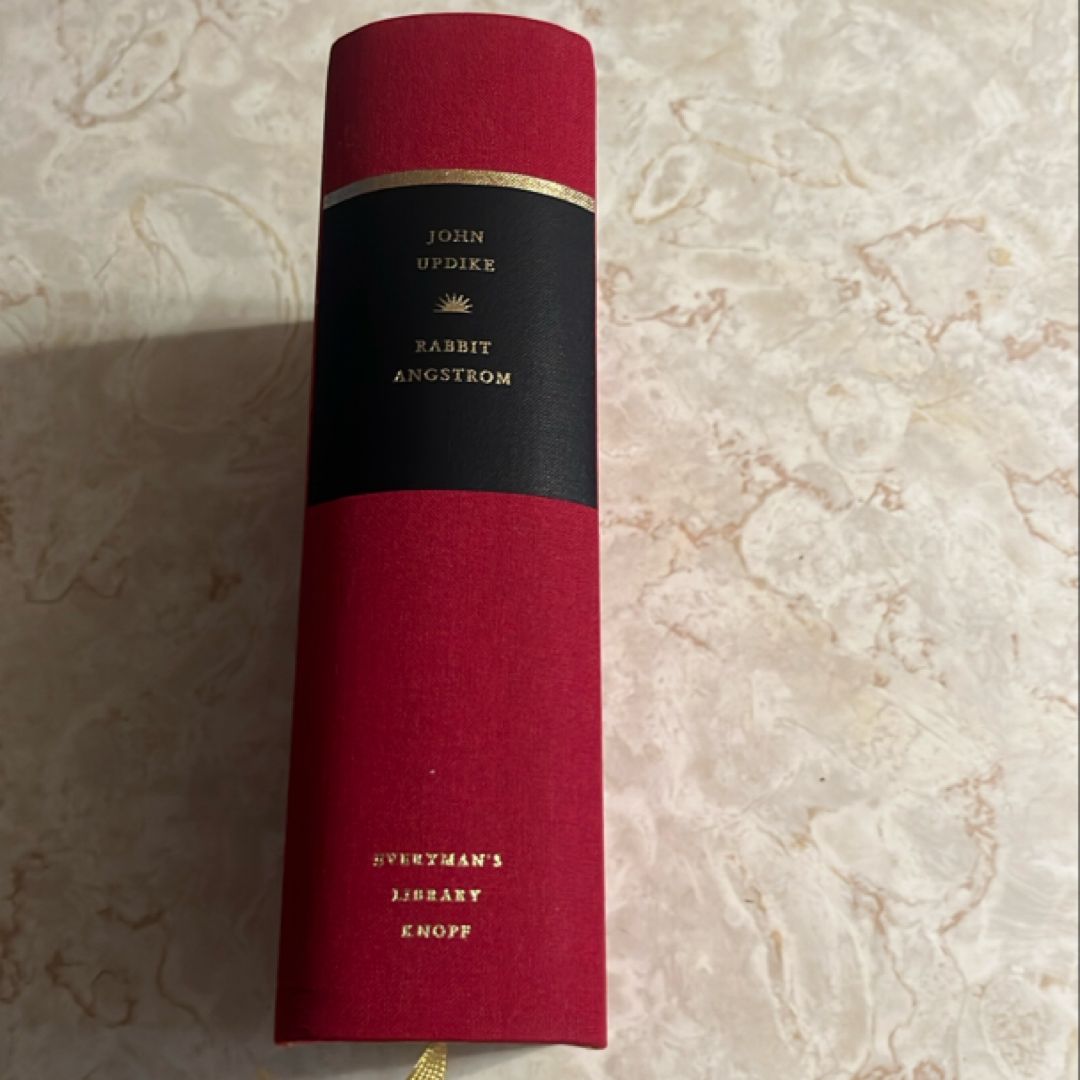 JOHN
UPDIKE
RABBIT
ANGSTROM
EVERYMAN'S
LIBRARY
KNOPF